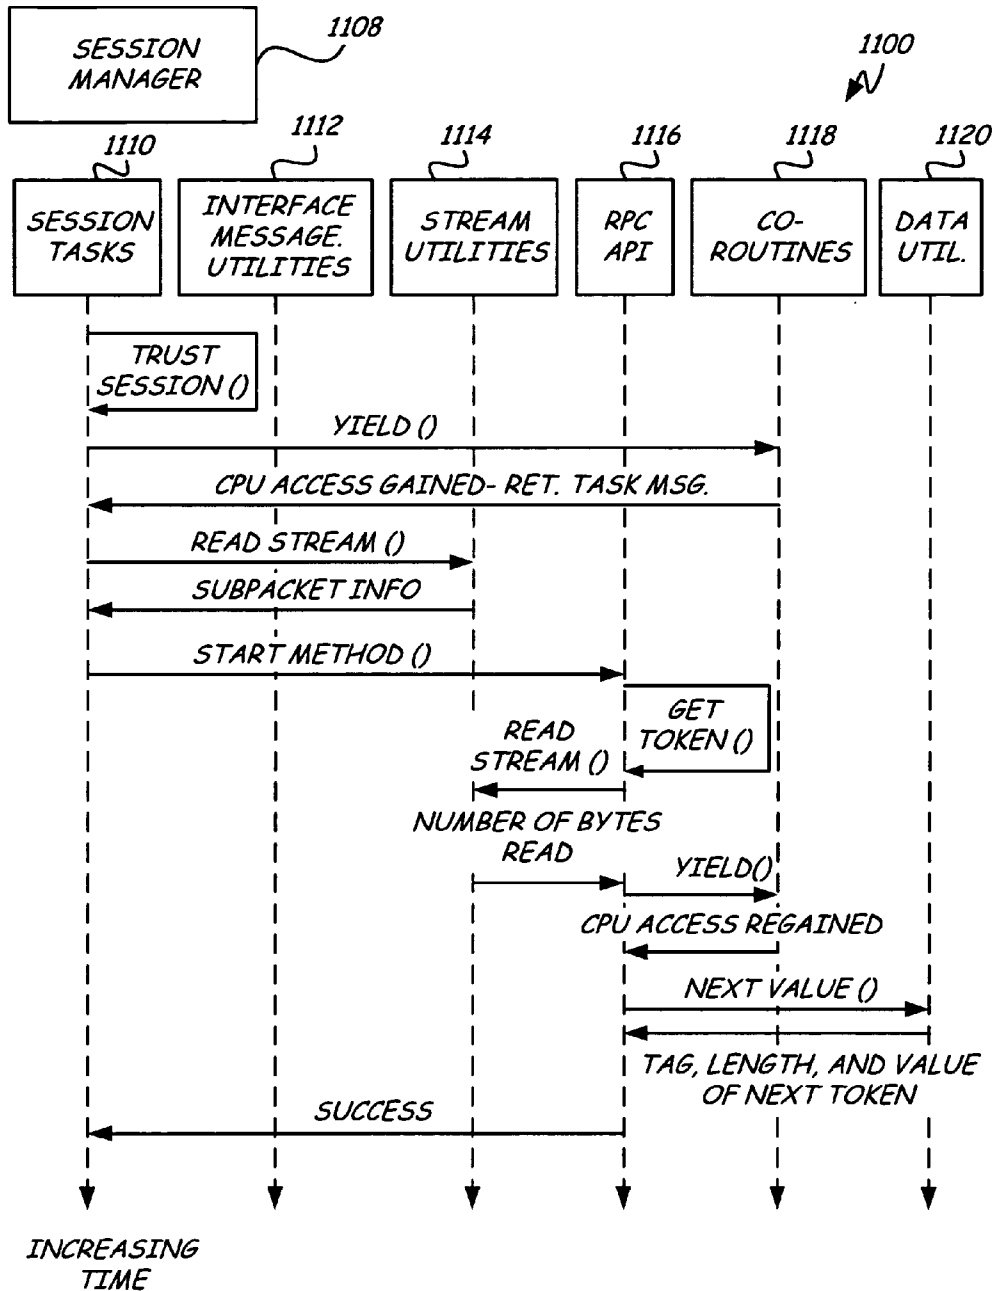 SESSION
MANAGER
1108
1100
1110
1112
1114
1116
1118
1120
SESSION
TASKS
INTERFACE
MESSAGE.
UTILITIES
STREAM
UTILITIES
RPC
API
CO-
ROUTINES
DATA
UTIL.
TRUST
SESSION ()
YIELD ()
CPU ACCESS GAINED- RET. TASK MSG.
READ STREAM ()
SUBPACKET INFO
START METHOD ()
GET
TOKEN ()
READ
STREAM ()
NUMBER OF BYTES
READ
YIELD()
CPU ACCESS REGAINED
NEXT VALUE ()
TAG, LENGTH, AND VALUE
OF NEXT TOKEN
SUCCESS
INCREASING
TIME